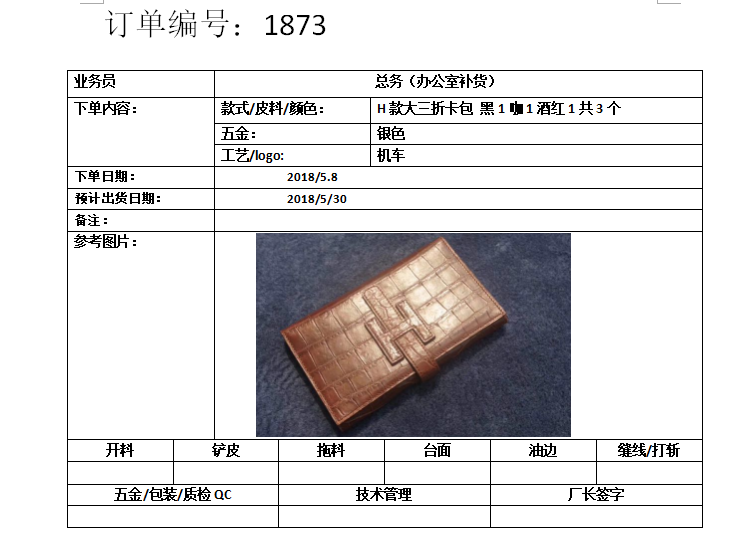 订单编号：1873
业务员 总务（办公室补货）
下单内容： 款式/皮料/颜色： H 款大三折卡包 黑 1 咖 1 酒红 1 共 3 个
五金： 银色
工艺/logo: 机车
下单日期： 2018/5.8
预计出货日期： 2018/5/30
备注：
参考图片：
开料 铲皮 拖料 台面 油边 缝线/打斩
五金/包装/质检 QC 技术管理 厂长签字